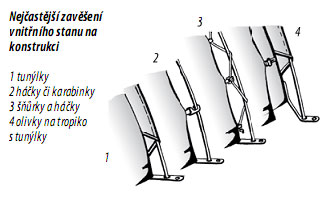 Nejčastější zavěšení
vnitřního stanu na
konstrukci
1 tunýlky
2 háčky či karabinky
3 šňůrky a háčky
4 olivky na tropiko
s tunýlky
1
2
3
4